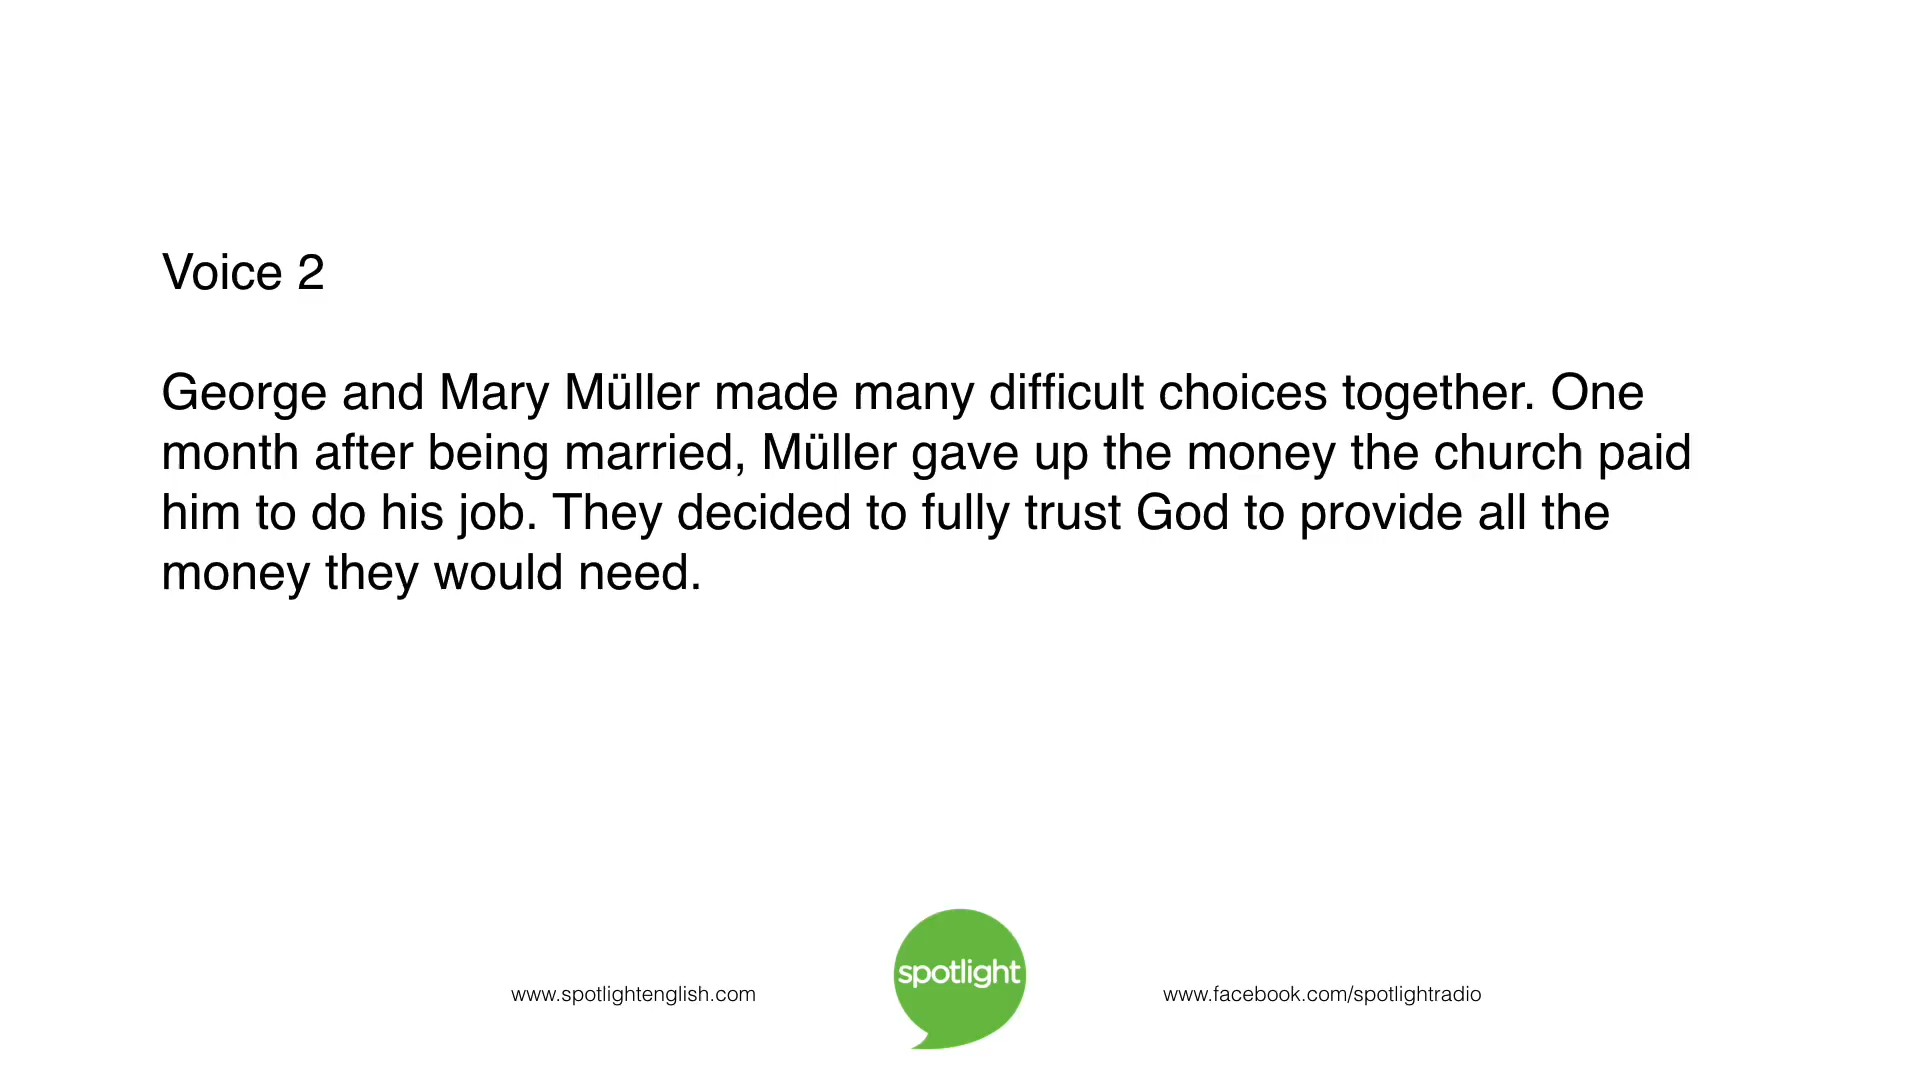 Voice 2
George and Mary Müller made many difficult choices together. One
month after being married, Müller gave up the money the church paid
him to do his job. They decided to fully trust God to provide all the
money they would need.
spotlight
www.spotlightenglish.com
www.facebook.com/spotlightradio